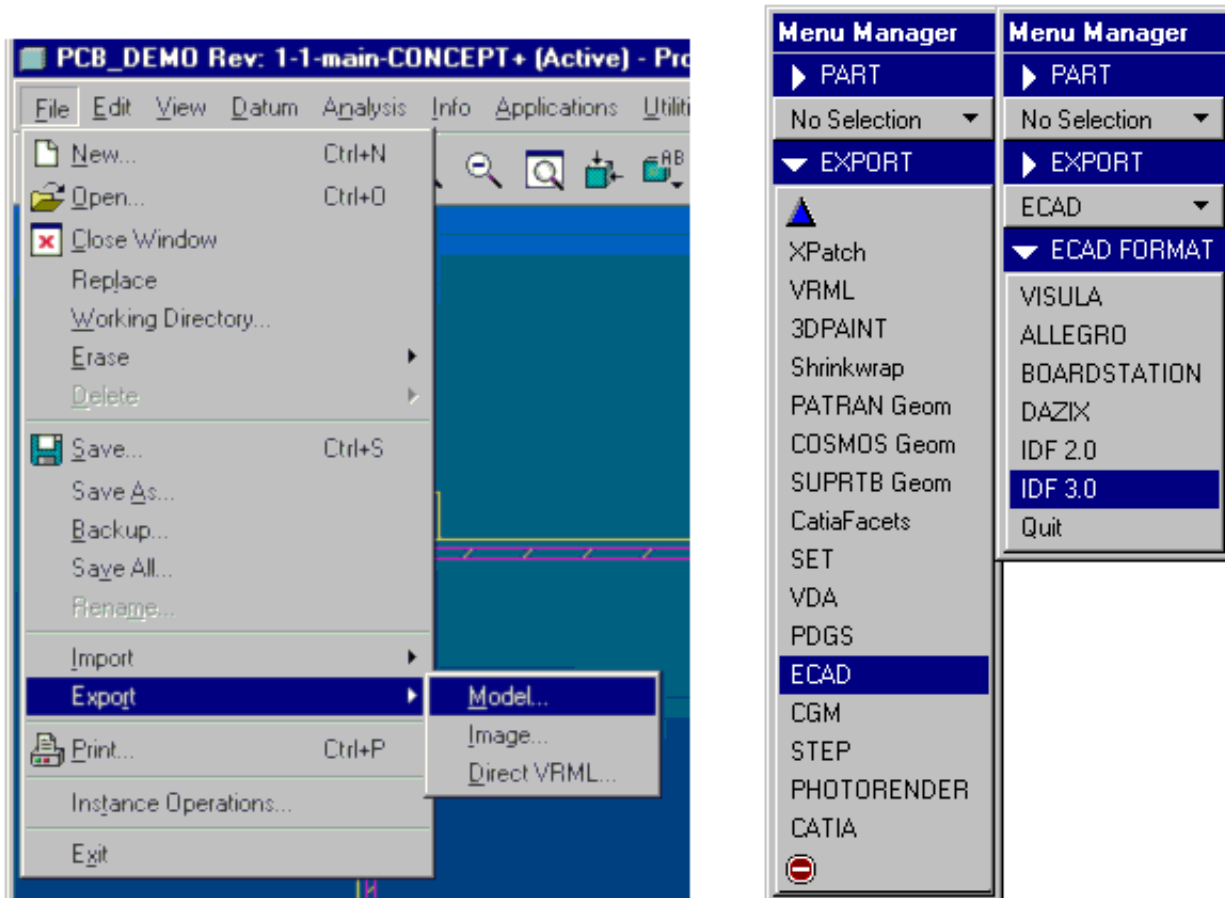 PCB_DEMO Rev: 1-1-main-CONCEPT+ (Active) - Pro
File Edit View Datum Analysis Info Applications Utiliti
New... Ctrl+N
Open... Ctrl+O
Close Window
Replace
Working Directory...
Erase
Delete
Save... Ctrl+S
Save As...
Backup...
Save All...
Rename...
Import
Export
Print... Ctrl+P
Instance Operations...
Exit
AB
Model...
Image...
Direct VRML...
Menu Manager
PART
No Selection
EXPORT
XPatch
VRML
3DPAINT
Shrinkwrap
PATRAN Geom
COSMOS Geom
SUPRTB Geom
CatiaFacets
SET
VDA
PDGS
ECAD
CGM
STEP
PHOTORENDER
CATIA
Menu Manager
PART
No Selection
EXPORT
ECAD
ECAD FORMAT
VISULA
ALLEGRO
BOARDSTATION
DAZIX
IDF 2.0
IDF 3.0
Quit